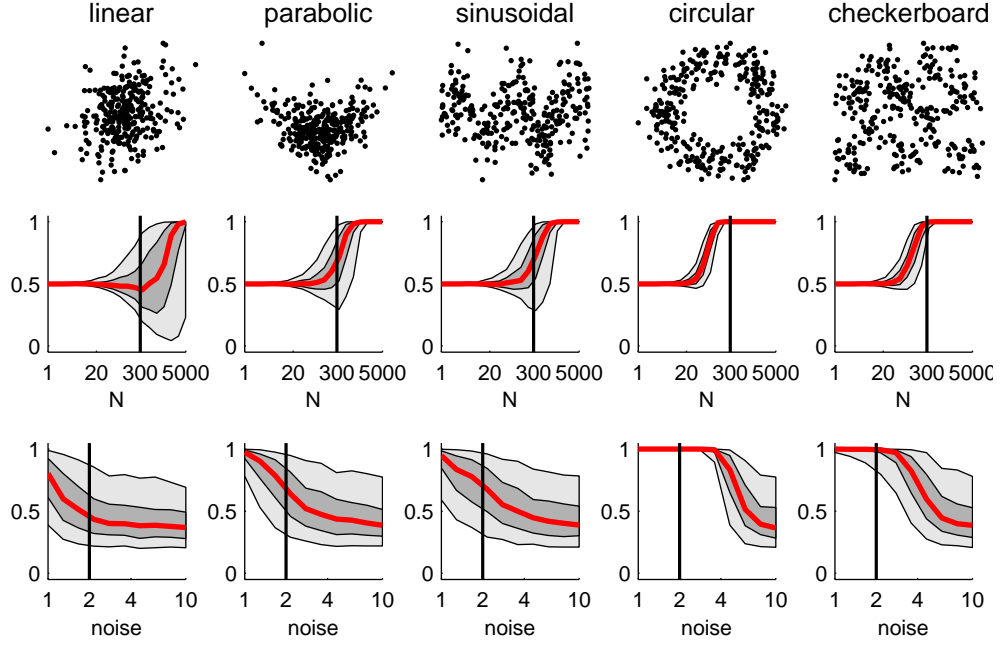 linear parabolic sinusoidal circular checkerboard
1 1 1 1 1
0.5 0.5 0.5 0.5 0.5
0 0 0 0 0
1 20 300 5000 1 20 300 5000 1 20 300 5000 1 20 300 5000 1 20 300 5000
N N N N N
1 1 1 1 1
0.5 0.5 0.5 0.5 0.5
0 0 0 0 0
1 2 4 10 1 2 4 10 1 2 4 10 1 2 4 10 1 2 4 10
noise noise noise noise noise